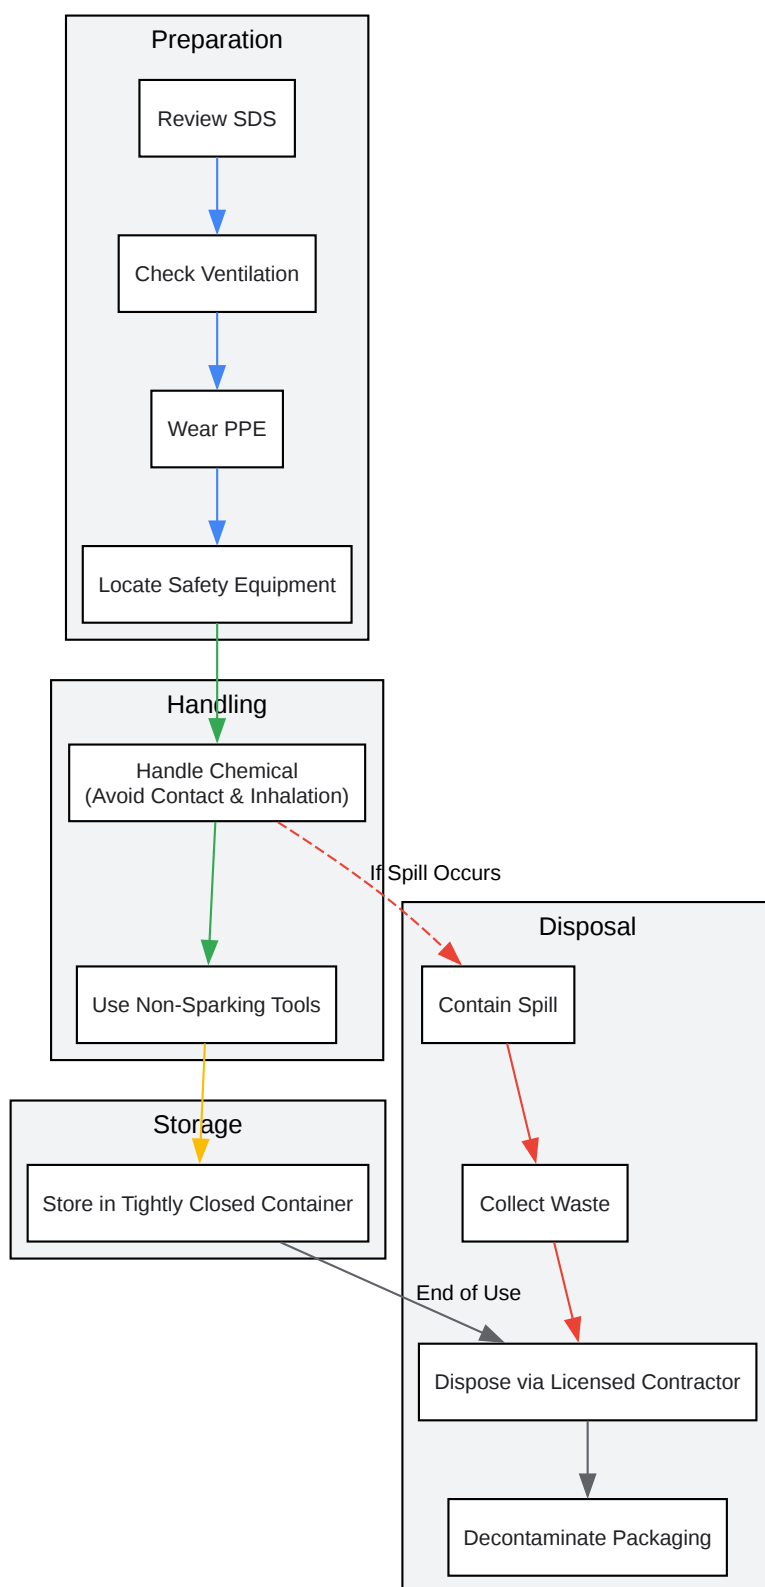 Preparation
Review SDS
Check Ventilation
Wear PPE
Locate Safety Equipment
Handling
Handle Chemical
(Avoid Contact & Inhalation)
If Spill Occurs
Use Non-Sparking Tools
Disposal
Contain Spill
Storage
Store in Tightly Closed Container
Collect Waste
End of Use
Dispose via Licensed Contractor
Decontaminate Packaging